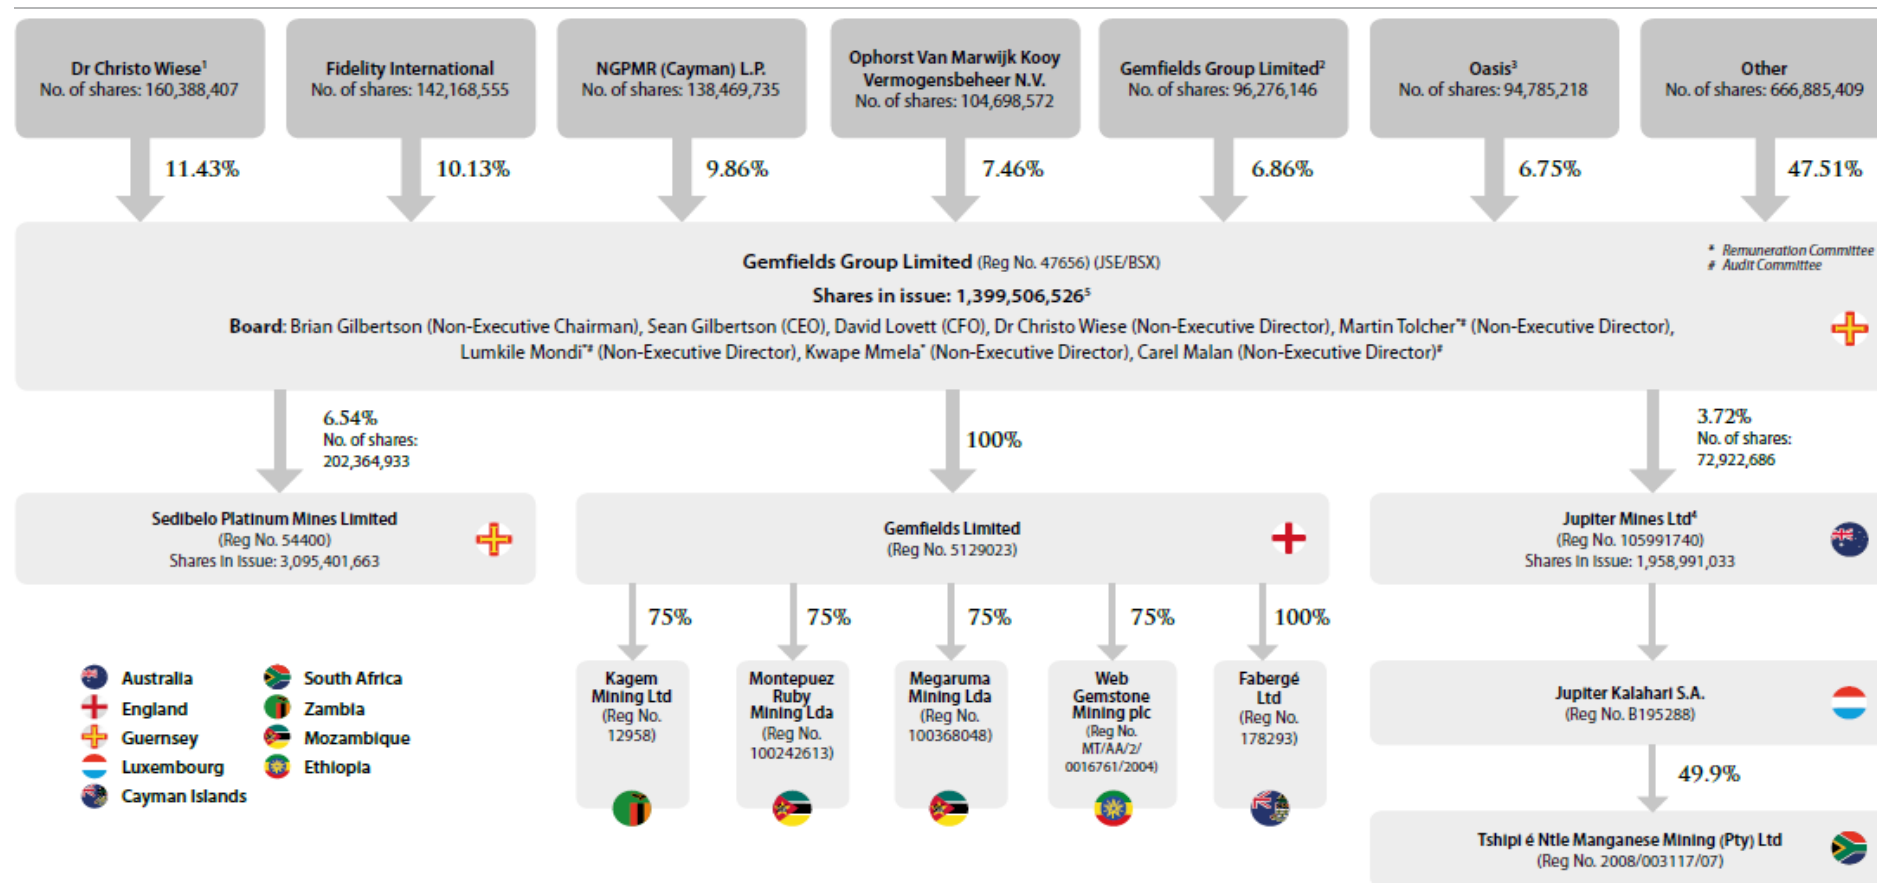 Dr Christo Wiese¹
No. of shares: 160,388,407
Fidelity International
No. of shares: 142,168,555
NGPMR (Cayman) L.P.
No. of shares: 138,469,735
Ophorst Van Marwijk Kooy
Vermogensbeheer N.V.
No. of shares: 104,698,572
Gemfields Group Limited²
No. of shares: 96,276,146
Oasis³
No. of shares: 94,785,218
Other
No. of shares: 666,885,409
11.43%
10.13%
9.86%
7.46%
6.86%
6.75%
47.51%
* Remuneration Committee
# Audit Committee
Gemfields Group Limited (Reg No. 47656) (JSE/BSX)
Shares in issue: 1,399,506,526⁵
Board: Brian Gilbertson (Non-Executive Chairman), Sean Gilbertson (CEO), David Lovett (CFO), Dr Christo Wiese (Non-Executive Director), Martin Tolcher*# (Non-Executive Director),
Lumkile Mondi*# (Non-Executive Director), Kwape Mmela* (Non-Executive Director), Carel Malan (Non-Executive Director)#
6.54%
No. of shares:
202,364,933
100%
3.72%
No. of shares:
72,922,686
Sedibelo Platinum Mines Limited
(Reg No. 54400)
Shares in issue: 3,095,401,663
Gemfields Limited
(Reg No. 5129023)
Jupiter Mines Ltd⁴
(Reg No. 105991740)
Shares in issue: 1,958,991,033
75%
75%
75%
75%
100%
Kagem
Mining Ltd
(Reg No.
12958)
Montepuez
Ruby
Mining Lda
(Reg No.
100242613)
Megaruma
Mining Lda
(Reg No.
100368048)
Web
Gemstone
Mining plc
(Reg No.
MT/AA/2/
0016761/2004)
Fabergé
Ltd
(Reg No.
178293)
Jupiter Kalahari S.A.
(Reg No. B195288)
49.9%
Tshipi é Ntle Manganese Mining (Pty) Ltd
(Reg No. 2008/003117/07)
Australia
England
Guernsey
Luxembourg
Cayman Islands
South Africa
Zambia
Mozambique
Ethiopia